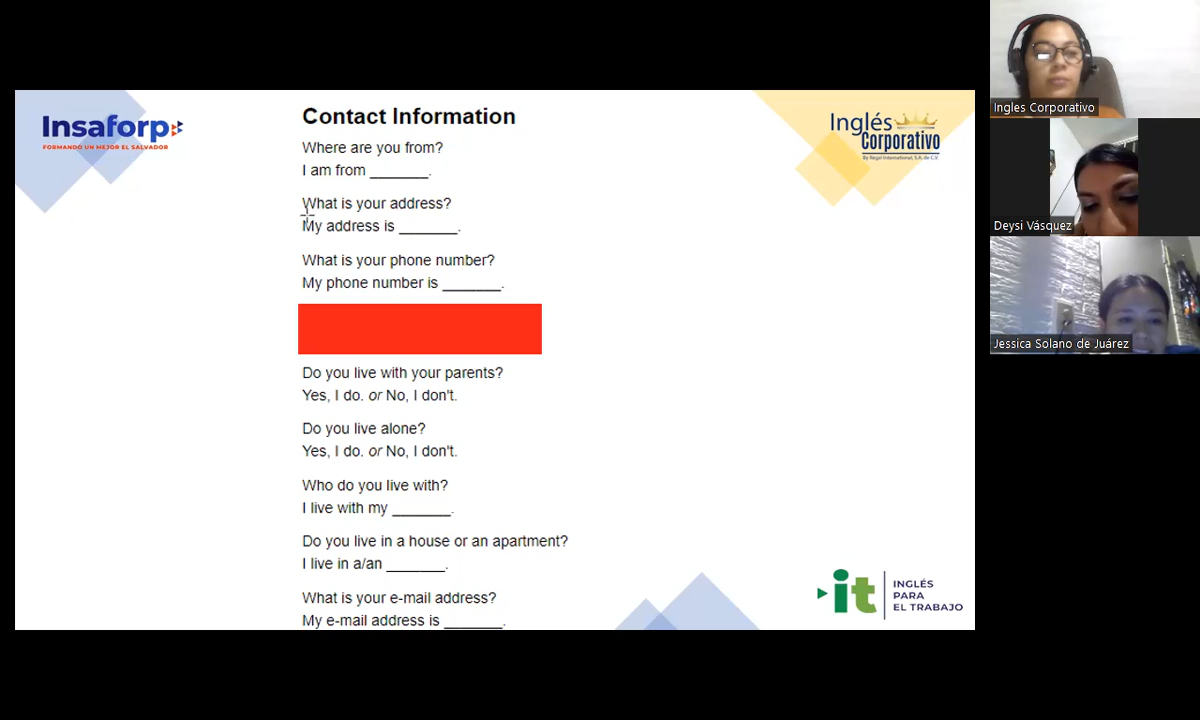 Insaforp
FORMANDO UN MEJOR EL SALVADOR
Contact Information
Where are you from?
I am from _______.
What is your address?
My address is _______.
What is your phone number?
My phone number is _______.
Do you live with your parents?
Yes, I do. or No, I don't.
Do you live alone?
Yes, I do. or No, I don't.
Who do you live with?
I live with my _______.
Do you live in a house or an apartment?
I live in a/an _______.
What is your e-mail address?
My e-mail address is _______.
Inglés
Corporativo
By Regal International, S.A. de C.V.
it
INGLÉS
PARA
EL TRABAJO
Ingles Corporativo
Deysi Vásquez
Jessica Solano de Juárez